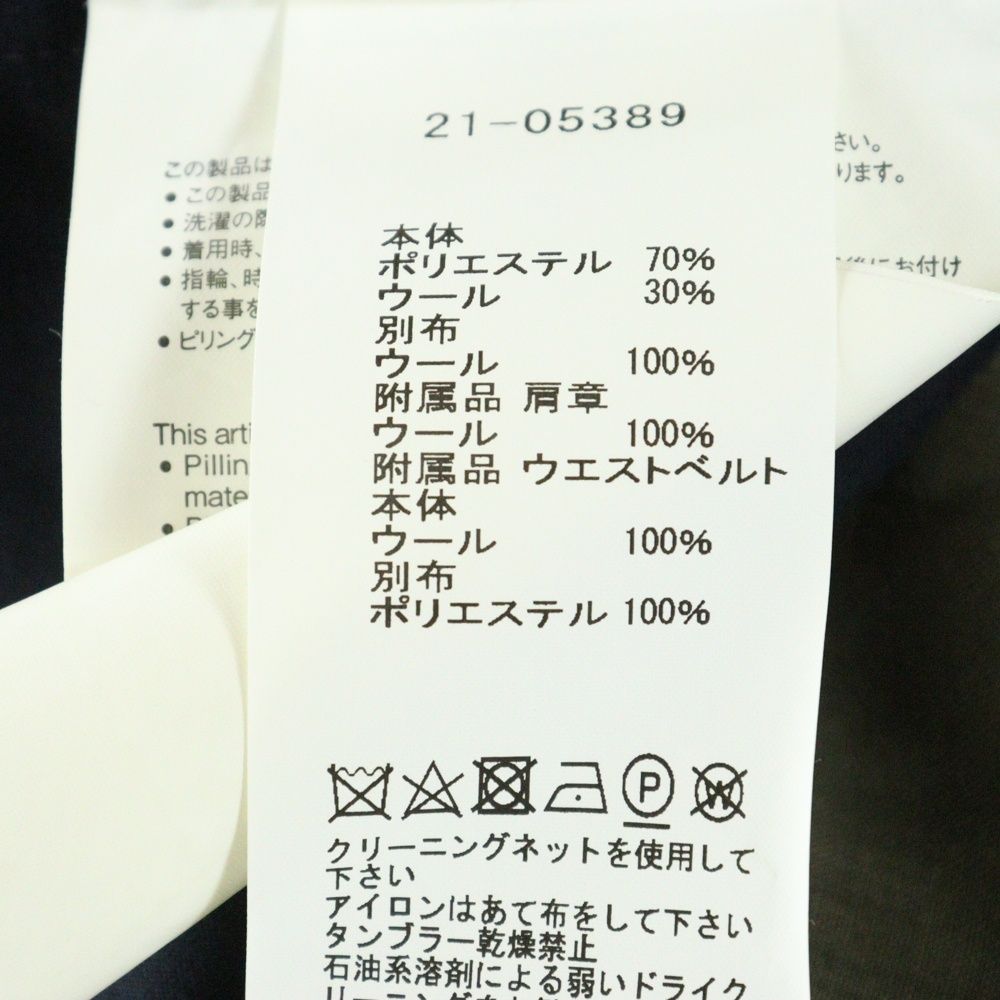 21-05389
本体
ポリエステル 70%
ウール 30%
別布
ウール 100%
附属品 肩章
ウール 100%
附属品 ウエストベルト
本体
ウール 100%
別布
ポリエステル 100%
P
W
クリーニングネットを使用して
下さい
アイロンはあて布をして下さい
タンブラー乾燥禁止
石油系溶剤による弱いドライク
この製品は
• この製品
• 洗濯の際
• 着用時、
• 指輪、時
する事を
• ピリング
This arti
• Pillin
mate
さい。
ります。
にお付け